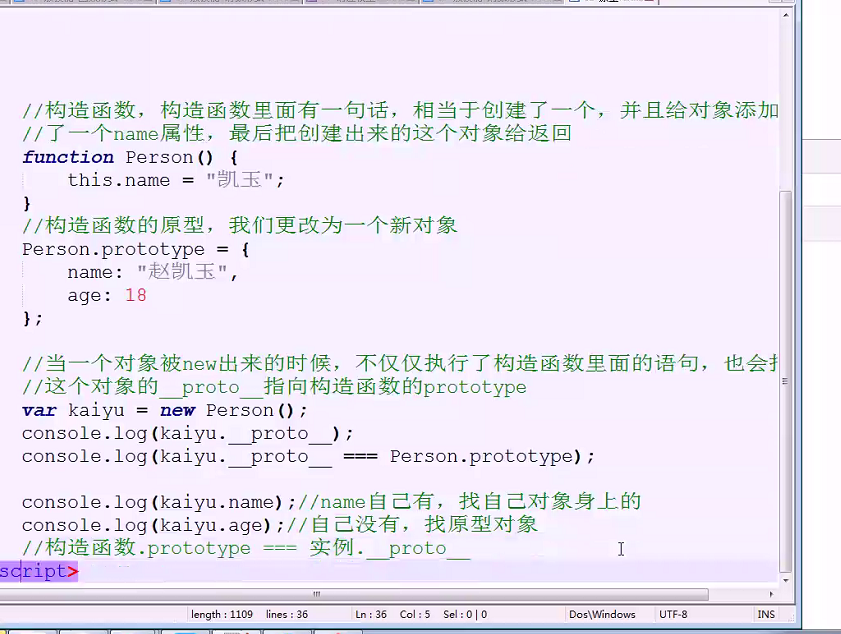 //构造函数，构造函数里面有一句话，相当于创建了一个，并且给对象添加
//了一个name属性，最后把创建出来的这个对象给返回
function Person() {
    this.name = "凯玉";
}
//构造函数的原型，我们更改为一个新对象
Person.prototype = {
    name: "赵凯玉",
    age: 18
};

//当一个对象被new出来的时候，不仅仅执行了构造函数里面的语句，也会
//这个对象的__proto__指向构造函数的prototype
var kaiyu = new Person();
console.log(kaiyu.__proto__);
console.log(kaiyu.__proto__ === Person.prototype);

console.log(kaiyu.name);//name自己有，找自己对象身上的
console.log(kaiyu.age);//自己没有，找原型对象
//构造函数.prototype === 实例.__proto__
script>
length : 1109 lines : 36 Ln : 36 Col : 5 Sel : 0 | 0 Dos\Windows UTF-8 INS